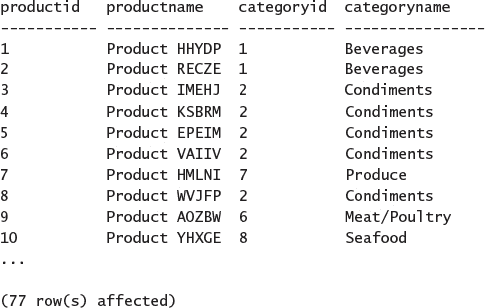 productid   productname    categoryid  categoryname
----------- -------------- ----------- ----------------
1           Product HHYDP  1           Beverages
2           Product RECZE  1           Beverages
3           Product IMEHJ  2           Condiments
4           Product KSBRM  2           Condiments
5           Product EPEIM  2           Condiments
6           Product VAIIV  2           Condiments
7           Product HMLNI  7           Produce
8           Product WVJFP  2           Condiments
9           Product AOZBW  6           Meat/Poultry
10          Product YHXGE  8           Seafood
...
(77 row(s) affected)